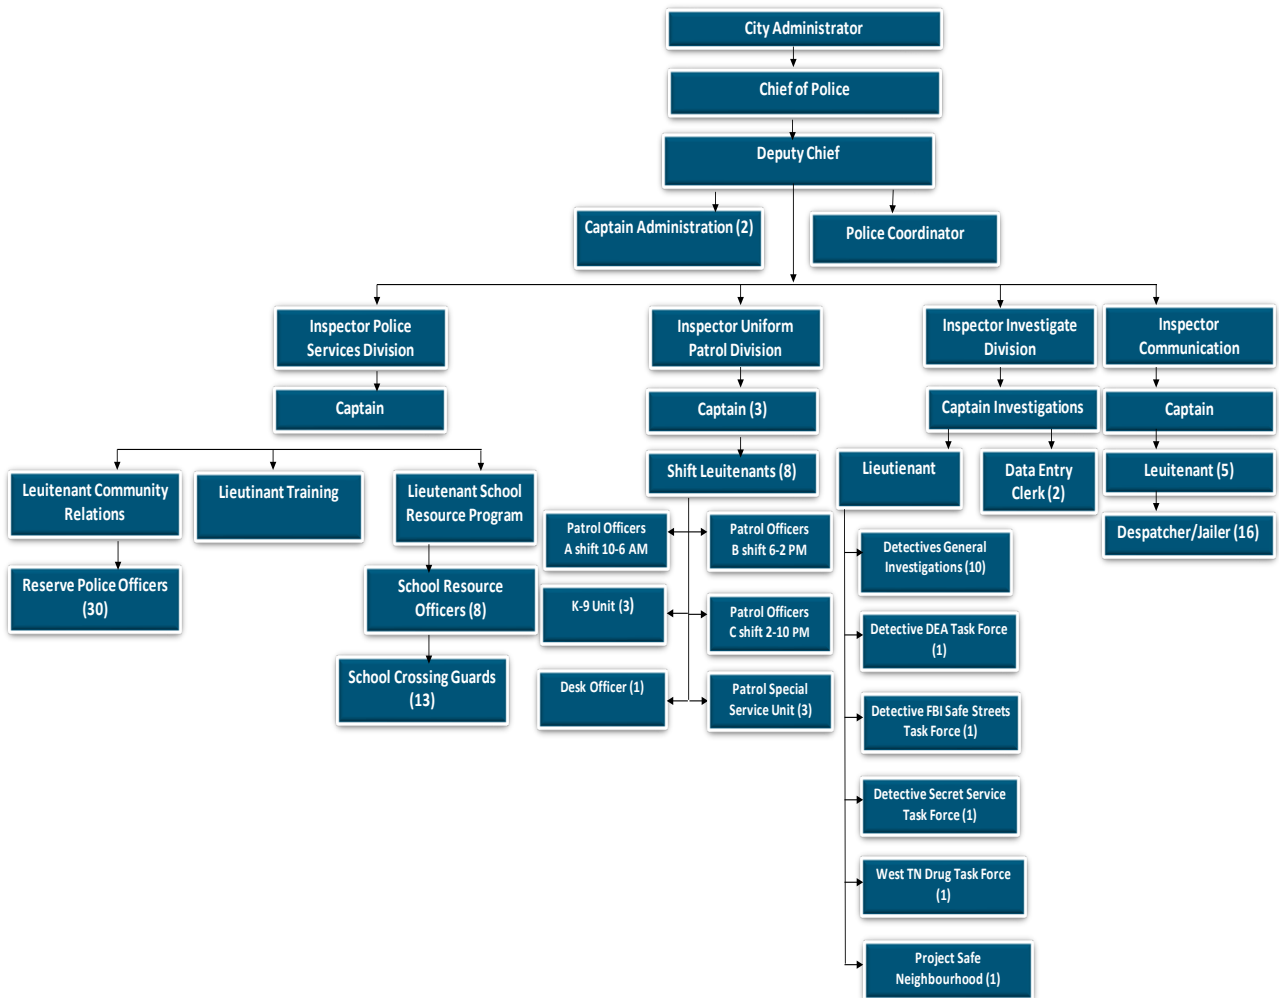 City Administrator
Chief of Police
Deputy Chief
Captain Administration (2)
Police Coordinator
Inspector Police
Services Division
Inspector Uniform
Patrol Division
Inspector Investigate
Division
Inspector
Communication
Captain
Captain (3)
Captain Investigations
Captain
Leuitenant Community
Relations
Lieutinant Training
Lieutenant School
Resource Program
Shift Leuitenants (8)
Lieutienant
Data Entry
Clerk (2)
Leuitenant (5)
Patrol Officers
A shift 10-6 AM
Patrol Officers
B shift 6-2 PM
Despatcher/Jailer (16)
Detectives General
Investigations (10)
Reserve Police Officers
(30)
School Resource
Officers (8)
K-9 Unit (3)
Patrol Officers
C shift 2-10 PM
Detective DEA Task Force
(1)
School Crossing Guards
(13)
Desk Officer (1)
Patrol Special
Service Unit (3)
Detective FBI Safe Streets
Task Force (1)
Detective Secret Service
Task Force (1)
West TN Drug Task Force
(1)
Project Safe
Neighbourhood (1)